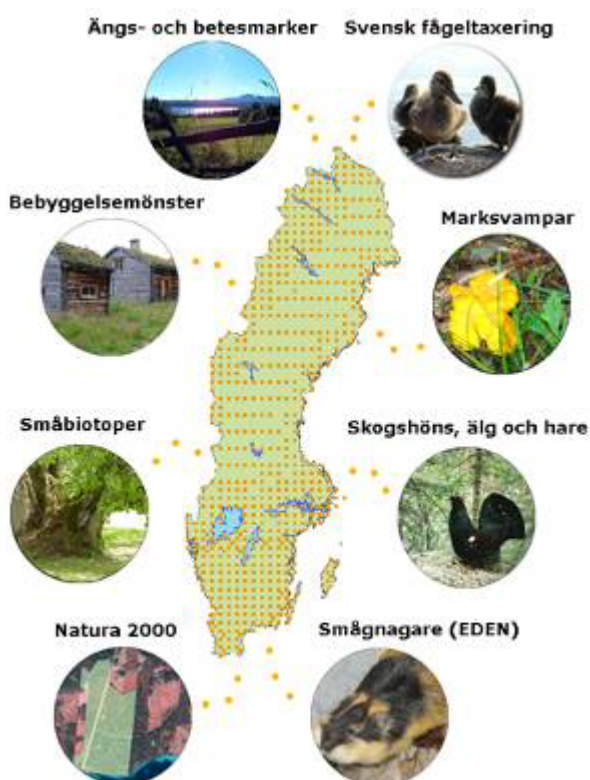 Ängs- och betesmarker
Svensk fågeltaxering
Bebyggelsemönster
Marksvampar
Småbiotoper
Skogshöns, älg och hare
Natura 2000
Smågnagare (EDEN)